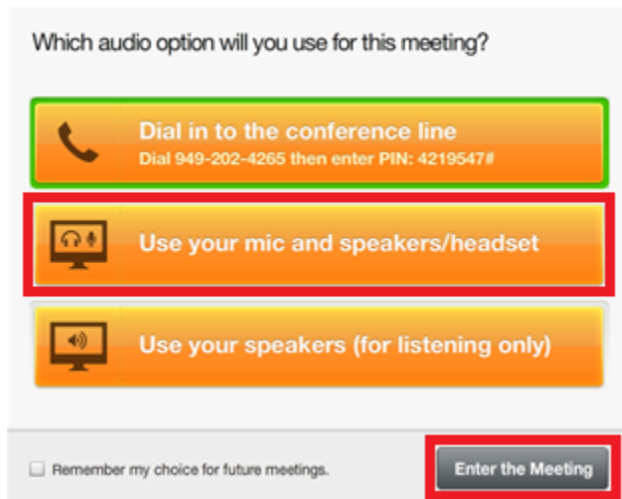 Which audio option will you use for this meeting?
Dial in to the conference line
Dial 949-202-4265 then enter PIN: 4219547#
Use your mic and speakers/headset
Use your speakers (for listening only)
Remember my choice for future meetings.
Enter the Meeting